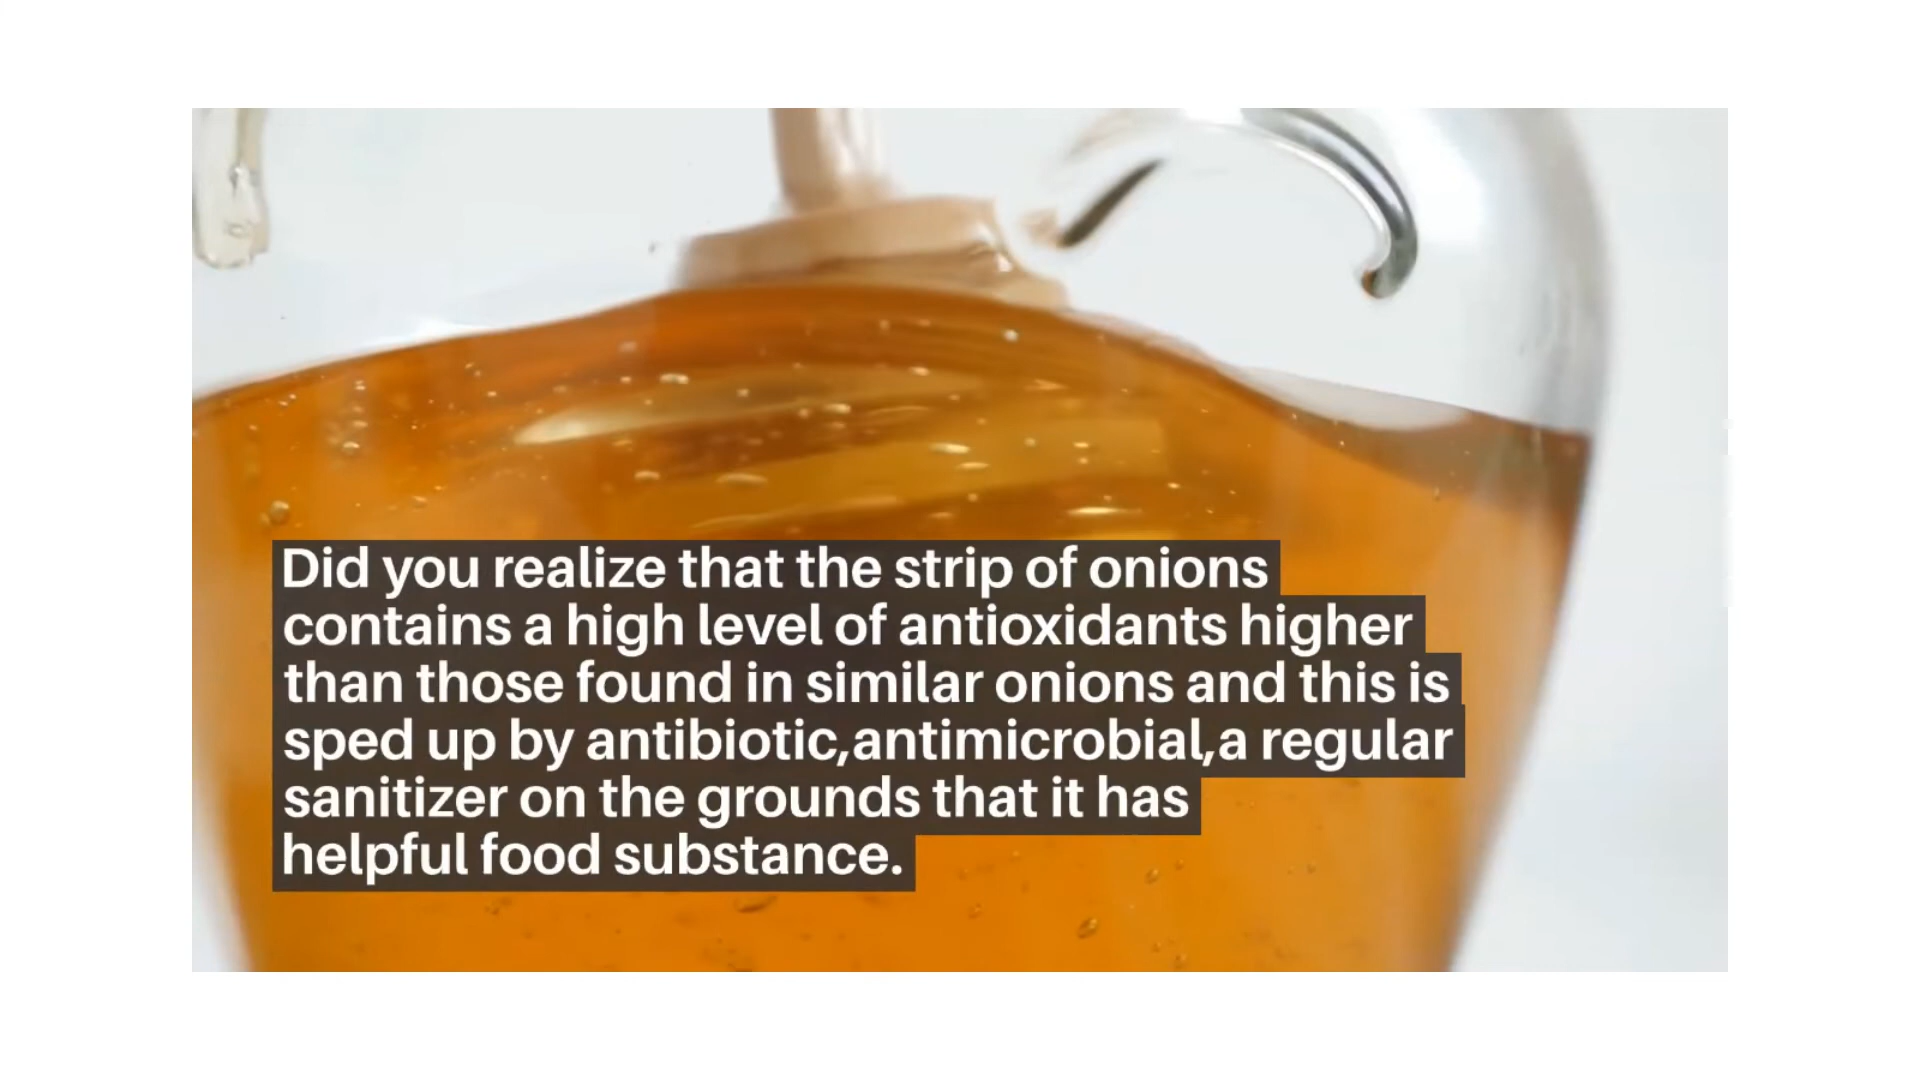 Did you realize that the strip of onions
contains a high level of antioxidants higher
than those found in similar onions and this is
sped up by antibiotic,antimicrobial,a regular
sanitizer on the grounds that it has
helpful food substance.